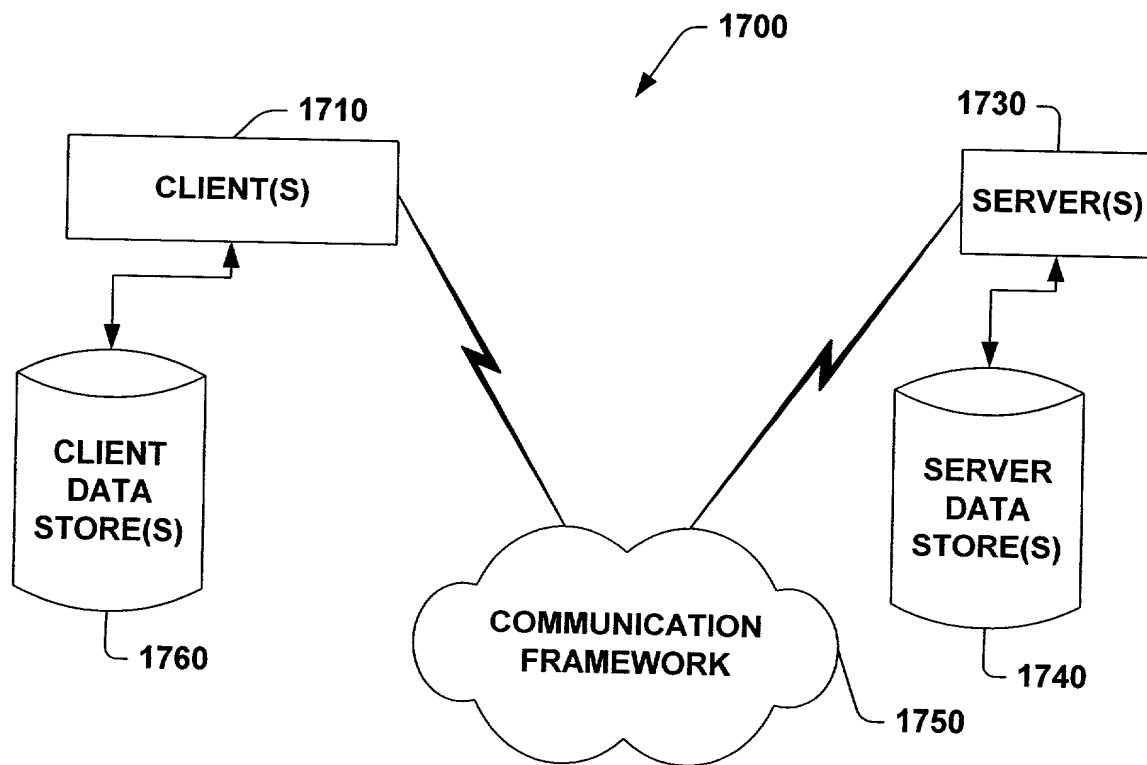 1700
1710
1730
CLIENT(S)
SERVER(S)
CLIENT
DATA
STORE(S)
SERVER
DATA
STORE(S)
COMMUNICATION
FRAMEWORK
1760
1740
1750